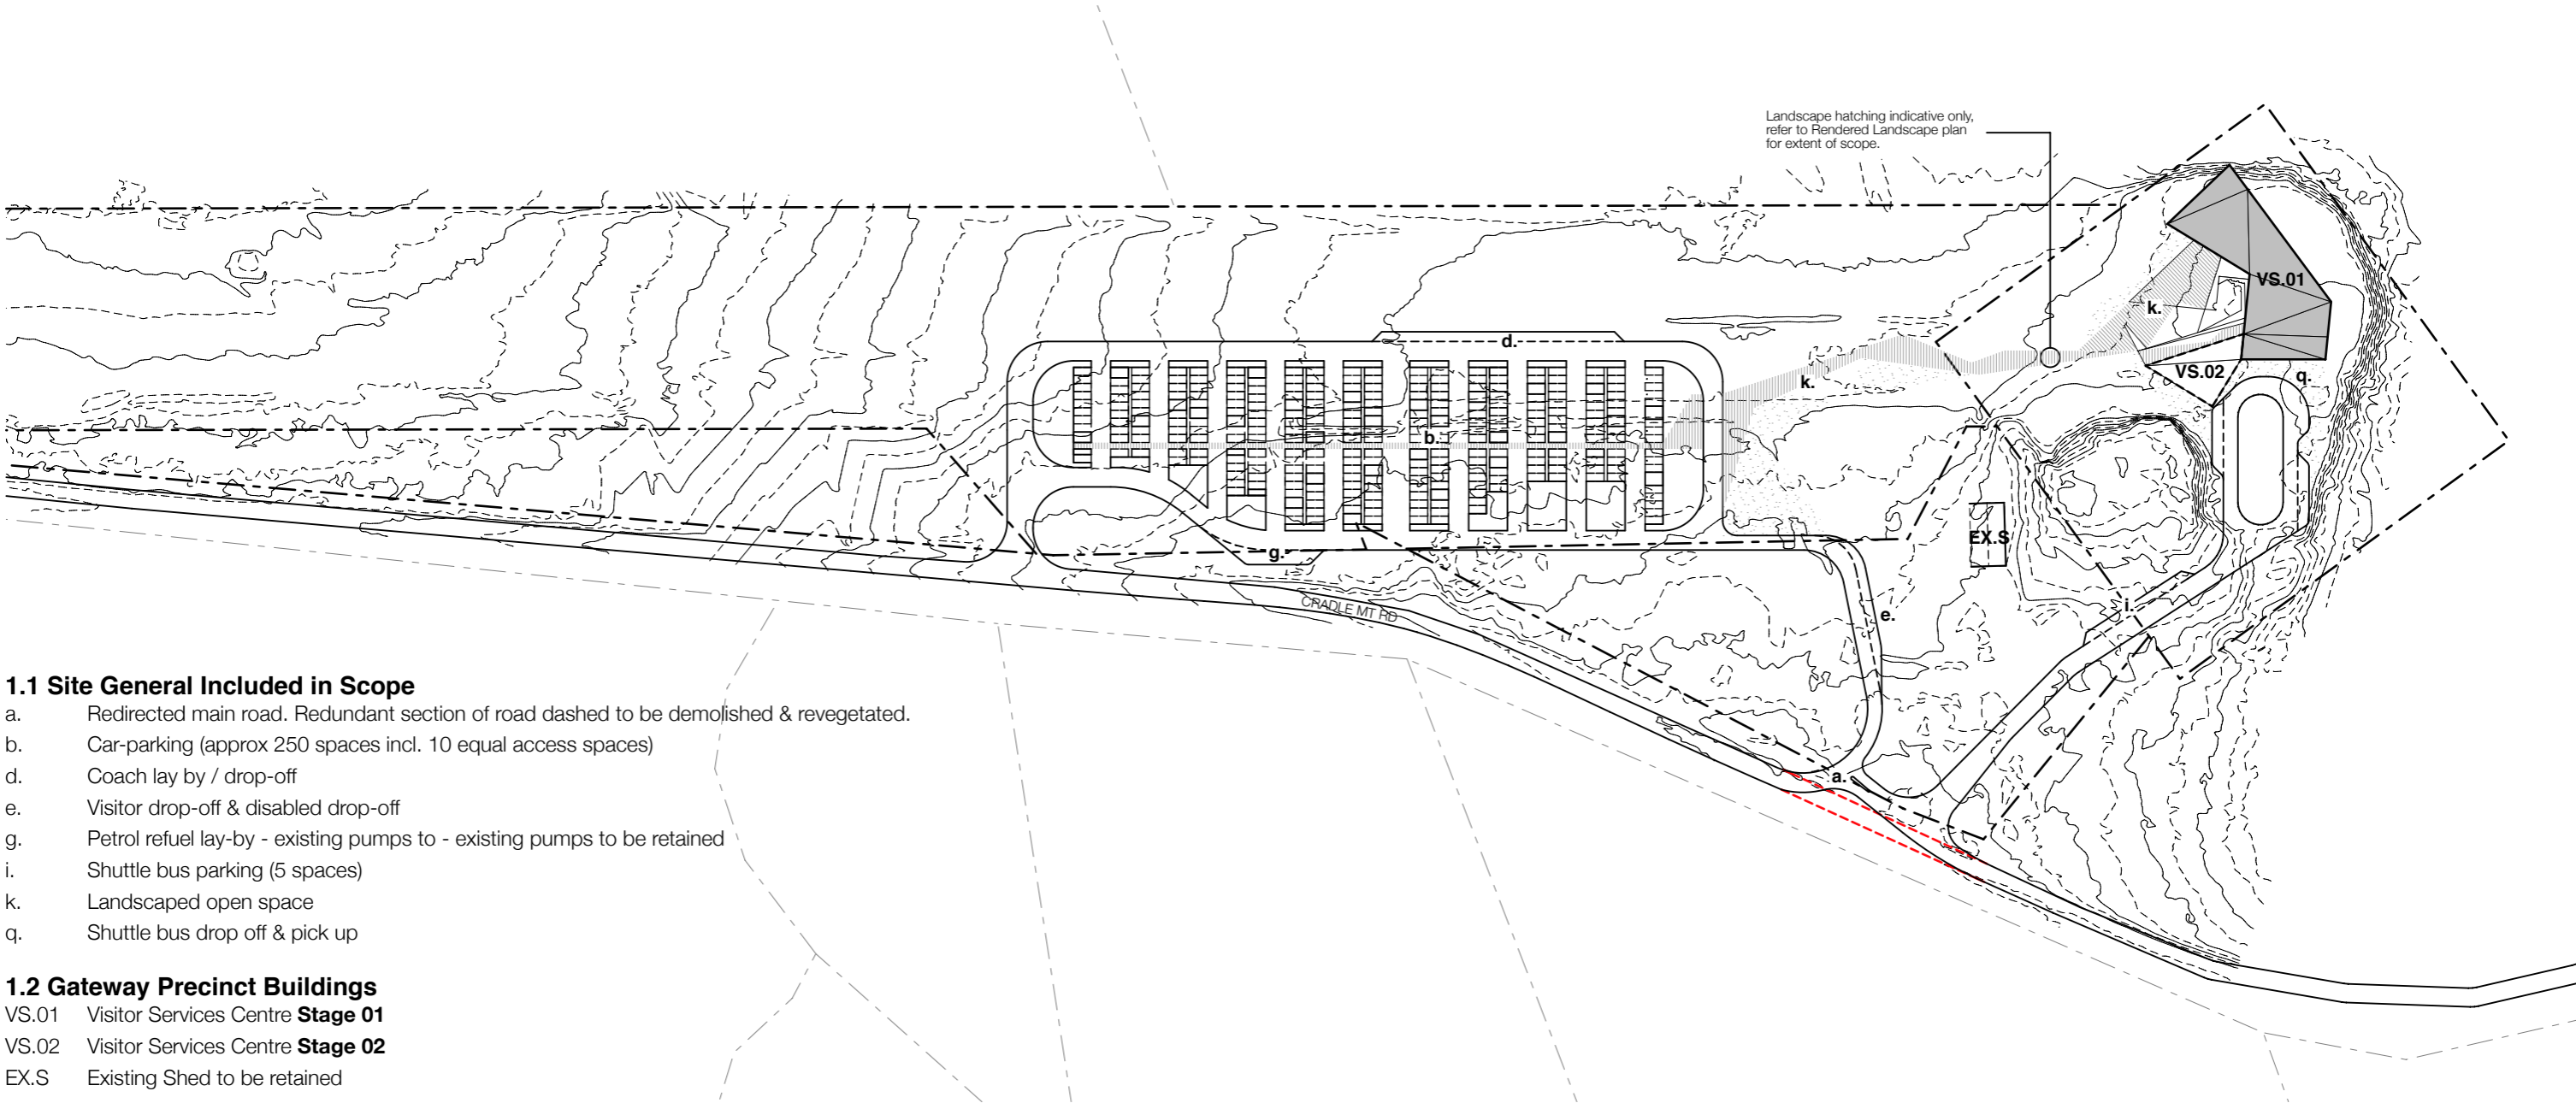 Landscape hatching indicative only,
refer to Rendered Landscape plan
for extent of scope.
VS.01
k.
d.
VS.02
q.
k.
b.
EX.S
g.
CRADLE MT RD
i.
e.
a.
1.1 Site General Included in Scope
a. Redirected main road. Redundant section of road dashed to be demolished & revegetated.
b. Car-parking (approx 250 spaces incl. 10 equal access spaces)
d. Coach lay by / drop-off
e. Visitor drop-off & disabled drop-off
g. Petrol refuel lay-by - existing pumps to - existing pumps to be retained
i. Shuttle bus parking (5 spaces)
k. Landscaped open space
q. Shuttle bus drop off & pick up
1.2 Gateway Precinct Buildings
VS.01 Visitor Services Centre Stage 01
VS.02 Visitor Services Centre Stage 02
EX.S Existing Shed to be retained